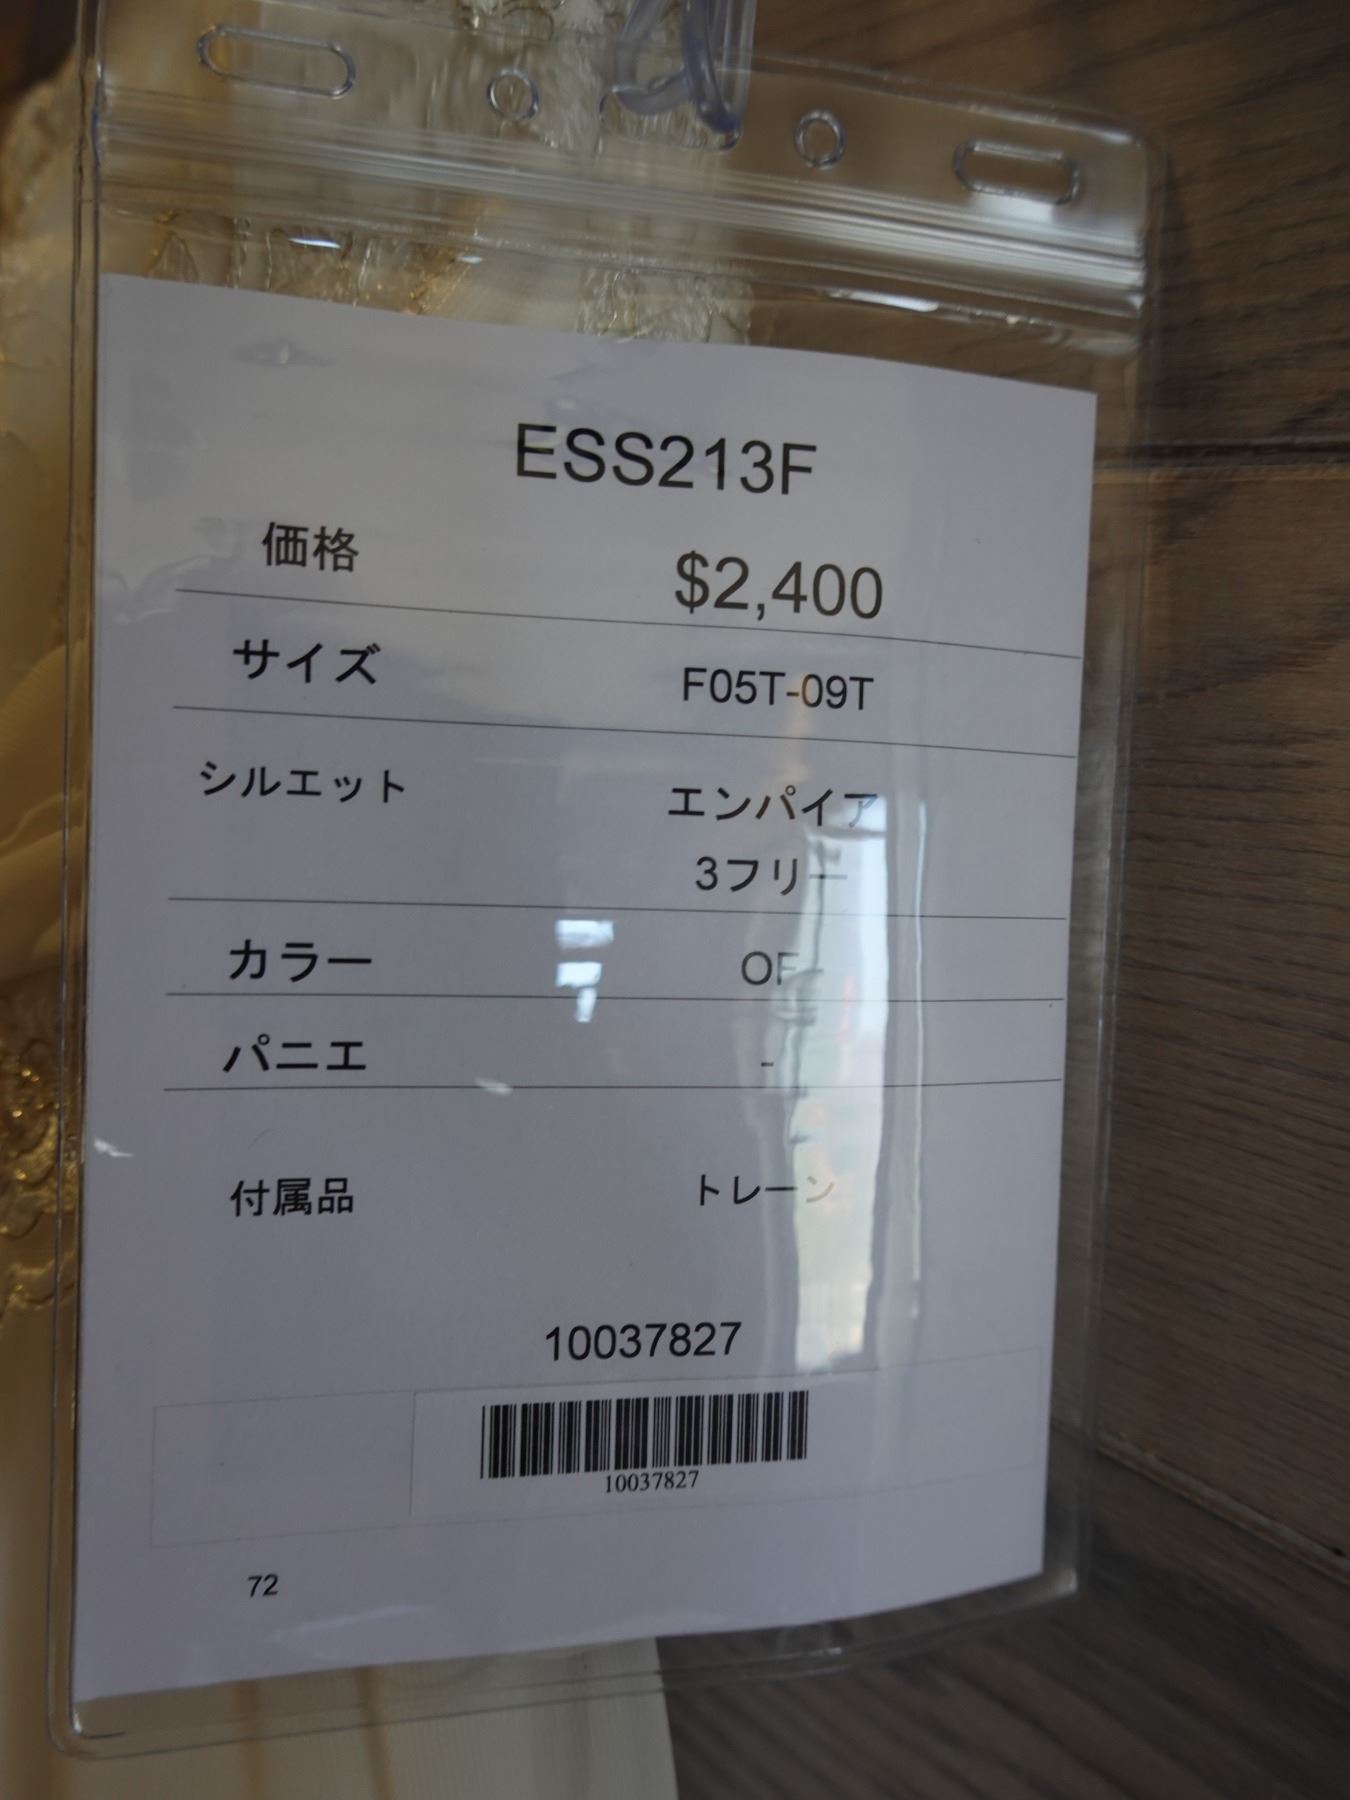 ESS213F
価格 $2,400
サイズ F05T-09T
シルエット エンパイア
3フリー
カラー OF
パニエ -
付属品 トレーン
10037827
10037827
72